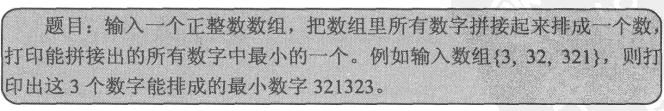 题目：输入一个正整数数组，把数组里所有数字拼接起来排成一个数，
打印能拼接出的所有数字中最小的一个。例如输入数组{3, 32, 321}，则打
印出这 3 个数字能排成的最小数字 321323。